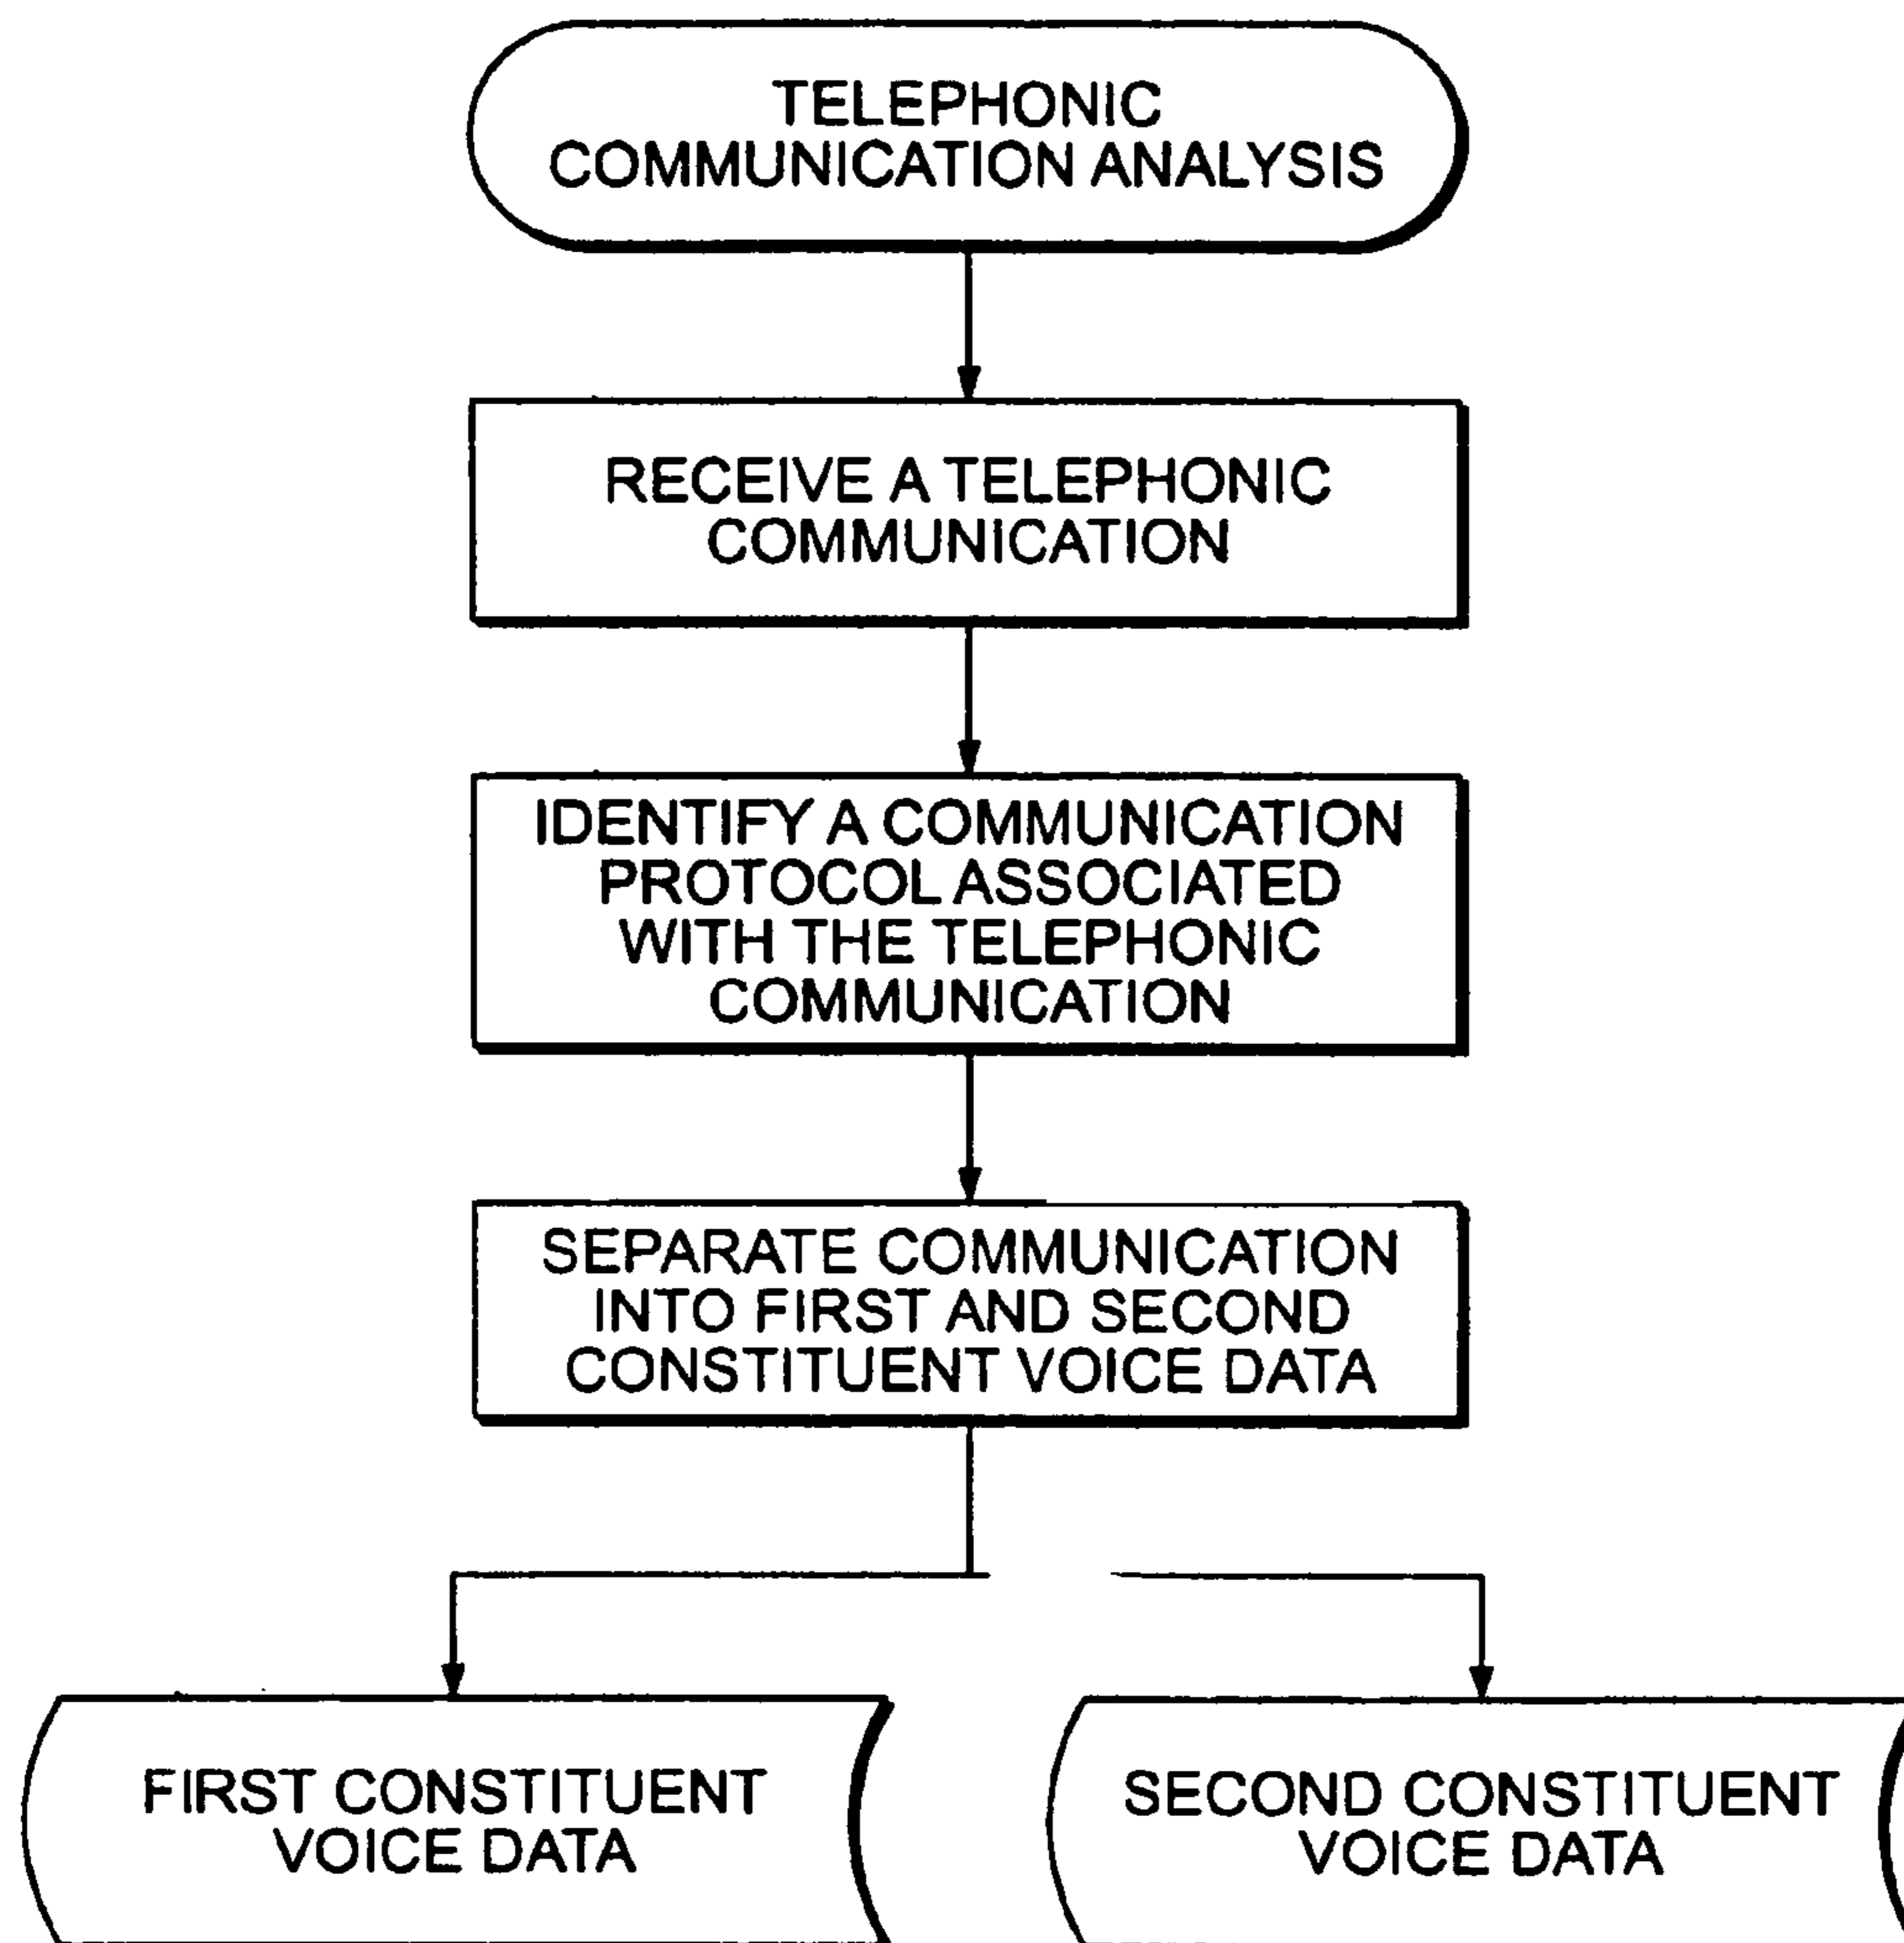 TELEPHONIC
COMMUNICATION ANALYSIS
RECEIVE A TELEPHONIC
COMMUNICATION
IDENTIFY A COMMUNICATION
PROTOCOL ASSOCIATED
WITH THE TELEPHONIC
COMMUNICATION
SEPARATE COMMUNICATION
INTO FIRST AND SECOND
CONSTITUENT VOICE DATA
FIRST CONSTITUENT
VOICE DATA
SECOND CONSTITUENT
VOICE DATA